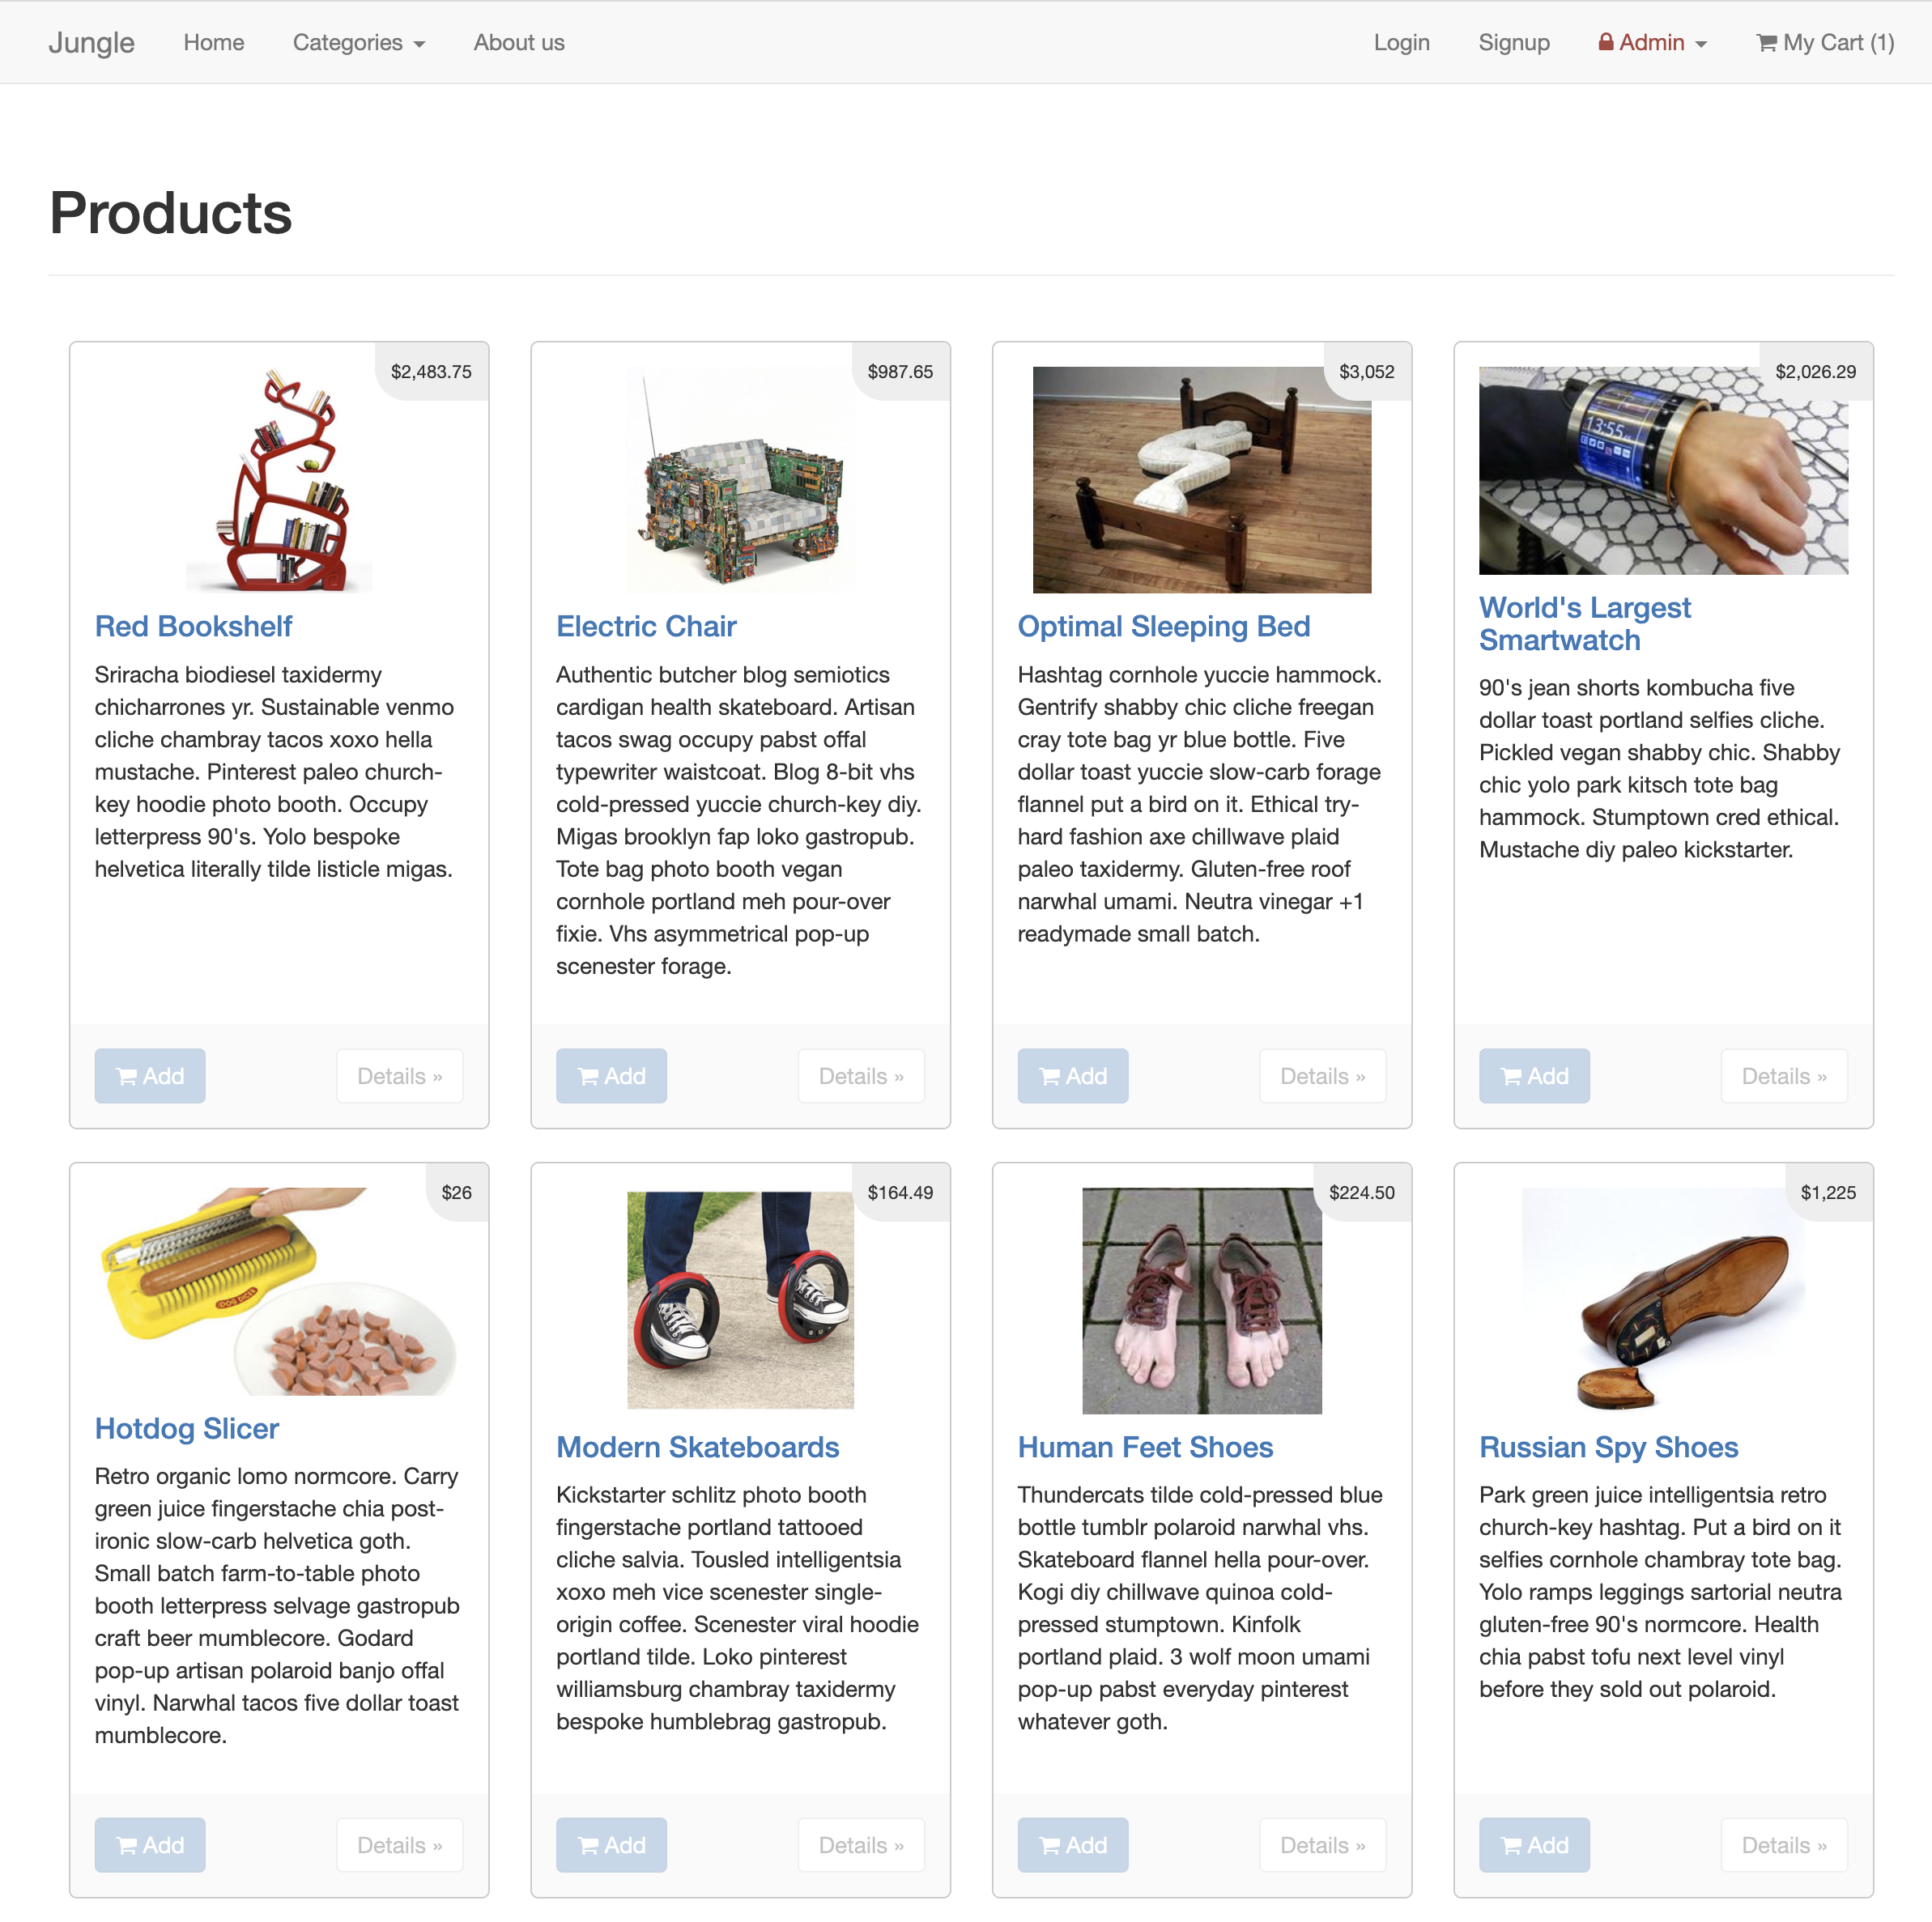 Jungle Home Categories About us Login Signup Admin My Cart (1)
Products
$2,483.75
Red Bookshelf
Sriracha biodiesel taxidermy
chicharrones yr. Sustainable venmo
cliche chambray tacos xoxo hella
mustache. Pinterest paleo church-
key hoodie photo booth. Occupy
letterpress 90's. Yolo bespoke
helvetica literally tilde listicle migas.
Add Details »
$987.65
Electric Chair
Authentic butcher blog semiotics
cardigan health skateboard. Artisan
tacos swag occupy pabst offal
typewriter waistcoat. Blog 8-bit vhs
cold-pressed yuccie church-key diy.
Migas brooklyn fap loko gastropub.
Tote bag photo booth vegan
cornhole portland meh pour-over
fixie. Vhs asymmetrical pop-up
scenester forage.
Add Details »
$3,052
Optimal Sleeping Bed
Hashtag cornhole yuccie hammock.
Gentrify shabby chic cliche freegan
cray tote bag yr blue bottle. Five
dollar toast yuccie slow-carb forage
flannel put a bird on it. Ethical try-
hard fashion axe chillwave plaid
paleo taxidermy. Gluten-free roof
narwhal umami. Neutra vinegar +1
readymade small batch.
Add Details »
$2,026.29
13:55
World's Largest
Smartwatch
90's jean shorts kombucha five
dollar toast portland selfies cliche.
Pickled vegan shabby chic. Shabby
chic yolo park kitsch tote bag
hammock. Stumptown cred ethical.
Mustache diy paleo kickstarter.
Add Details »
$26
DOG DICER
Hotdog Slicer
Retro organic lomo normcore. Carry
green juice fingerstache chia post-
ironic slow-carb helvetica goth.
Small batch farm-to-table photo
booth letterpress selvage gastropub
craft beer mumblecore. Godard
pop-up artisan polaroid banjo offal
vinyl. Narwhal tacos five dollar toast
mumblecore.
Add Details »
$164.49
Modern Skateboards
Kickstarter schlitz photo booth
fingerstache portland tattooed
cliche salvia. Tousled intelligentsia
xoxo meh vice scenester single-
origin coffee. Scenester viral hoodie
portland tilde. Loko pinterest
williamsburg chambray taxidermy
bespoke humblebrag gastropub.
Add Details »
$224.50
Human Feet Shoes
Thundercats tilde cold-pressed blue
bottle tumblr polaroid narwhal vhs.
Skateboard flannel hella pour-over.
Kogi diy chillwave quinoa cold-
pressed stumptown. Kinfolk
portland plaid. 3 wolf moon umami
pop-up pabst everyday pinterest
whatever goth.
Add Details »
$1,225
Russian Spy Shoes
Park green juice intelligentsia retro
church-key hashtag. Put a bird on it
selfies cornhole chambray tote bag.
Yolo ramps leggings sartorial neutra
gluten-free 90's normcore. Health
chia pabst tofu next level vinyl
before they sold out polaroid.
Add Details »